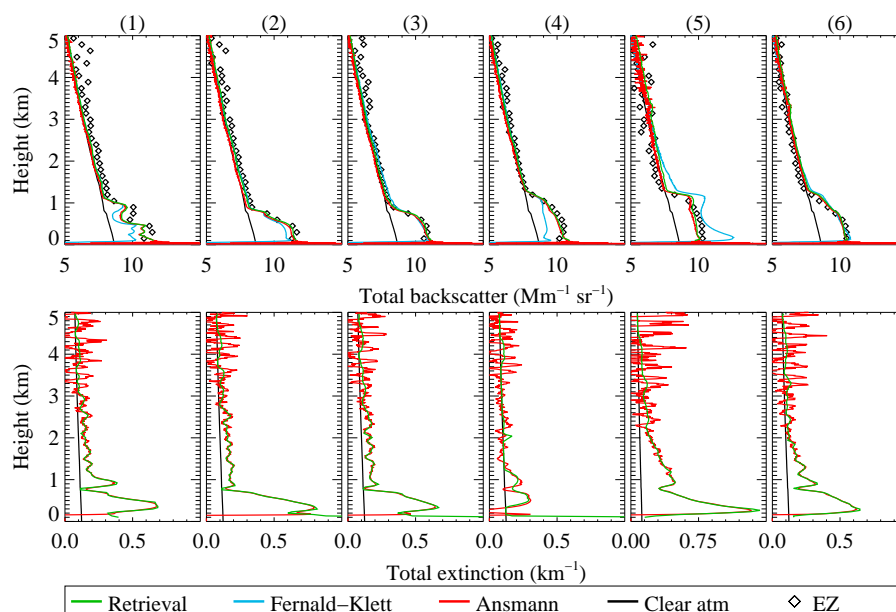 (1) (2) (3) (4) (5) (6)
5
4
3
2
1
0
Height (km)
5 10 5 10 5 10 5 10 5 10 5 10
Total backscatter (Mm⁻¹ sr⁻¹)
5
4
3
2
1
0
Height (km)
0.0 0.5 0.0 0.5 0.0 0.5 0.0 0.5 0.00 0.75 0.0 0.5
Total extinction (km⁻¹)
Retrieval Fernald−Klett Ansmann Clear atm EZ